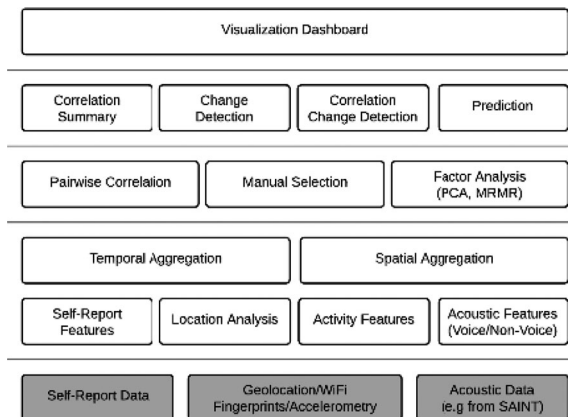 Visualization Dashboard
Correlation
Summary
Change
Detection
Correlation
Change Detection
Prediction
Pairwise Correlation
Manual Selection
Factor Analysis
(PCA, MRMR)
Temporal Aggregation
Spatial Aggregation
Self-Report
Features
Location Analysis
Activity Features
Acoustic Features
(Voice/Non-Voice)
Self-Report Data
Geolocation/WiFi
Fingerprints/Accelerometry
Acoustic Data
(e.g from SAINT)